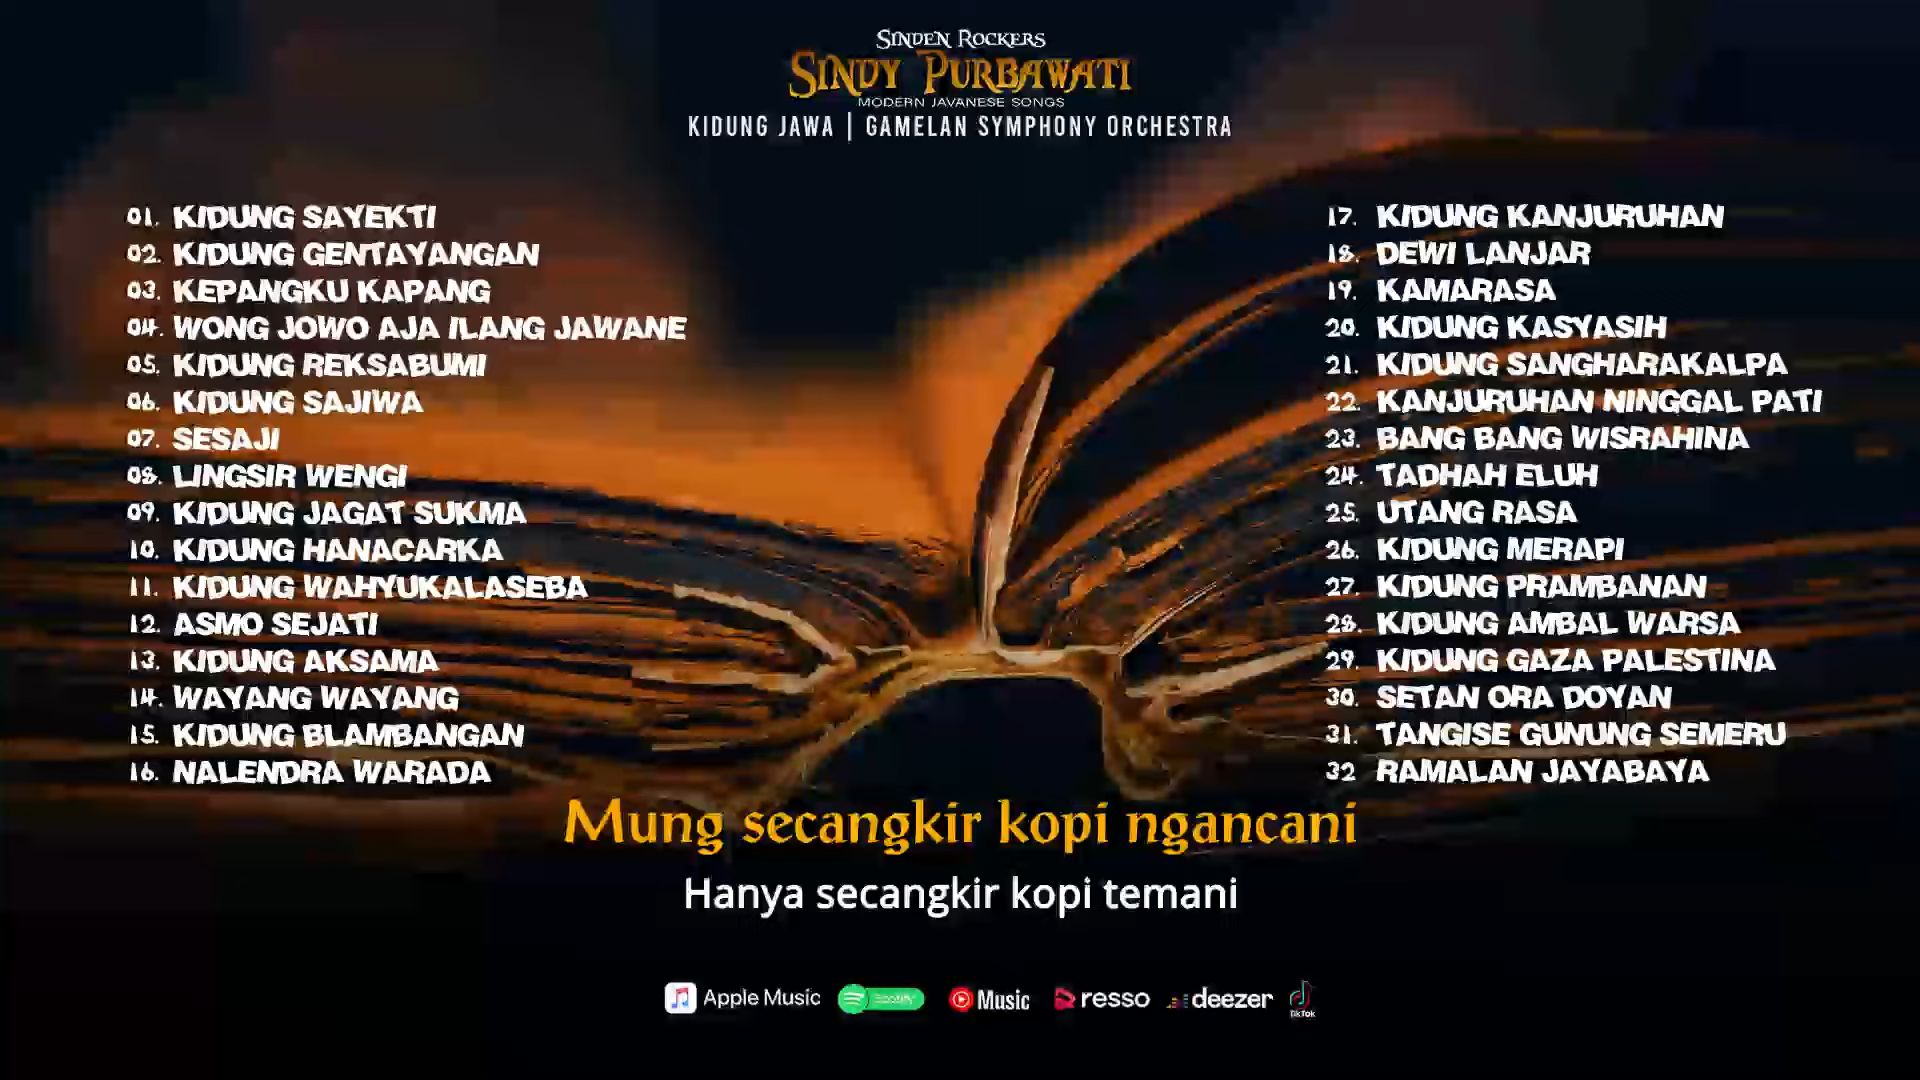 SINDEN ROCKERS
SINDY PURBAWATI
MODERN JAVANESE SONGS
KIDUNG JAWA | GAMELAN SYMPHONY ORCHESTRA
01. KIDUNG SAYEKTI
02. KIDUNG GENTAYANGAN
03. KEPANGKU KAPANG
04. WONG JOWO AJA ILANG JAWANE
05. KIDUNG REKSABUMI
06. KIDUNG SAJIWA
07. SESAJI
08. LINGSIR WENGI
09. KIDUNG JAGAT SUKMA
10. KIDUNG HANACARKA
11. KIDUNG WAHYUKALASEBA
12. ASMO SEJATI
13. KIDUNG AKSAMA
14. WAYANG WAYANG
15. KIDUNG BLAMBANGAN
16. NALENDRA WARADA
17. KIDUNG KANJURUHAN
18. DEWI LANJAR
19. KAMARASA
20. KIDUNG KASYASIH
21. KIDUNG SANGHARAKALPA
22. KANJURUHAN NINGGAL PATI
23. BANG BANG WISRAHINA
24. TADHAH ELUH
25. UTANG RASA
26. KIDUNG MERAPI
27. KIDUNG PRAMBANAN
28. KIDUNG AMBAL WARSA
29. KIDUNG GAZA PALESTINA
30. SETAN ORA DOYAN
31. TANGISE GUNUNG SEMERU
32 RAMALAN JAYABAYA
Mung secangkir kopi ngancani
Hanya secangkir kopi temani
Apple Music Spotify Music resso deezer TikTok